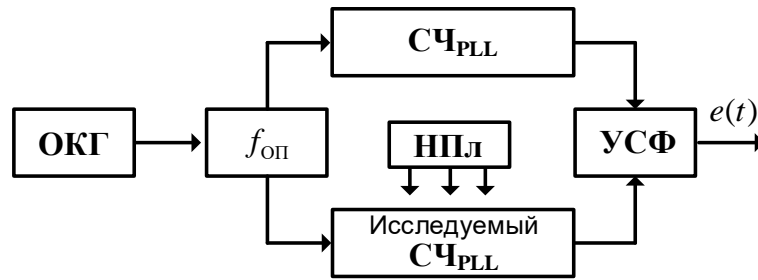 СЧPLL
ОКГ
fОП
НПл
УСФ
e(t)
Исследуемый
СЧPLL